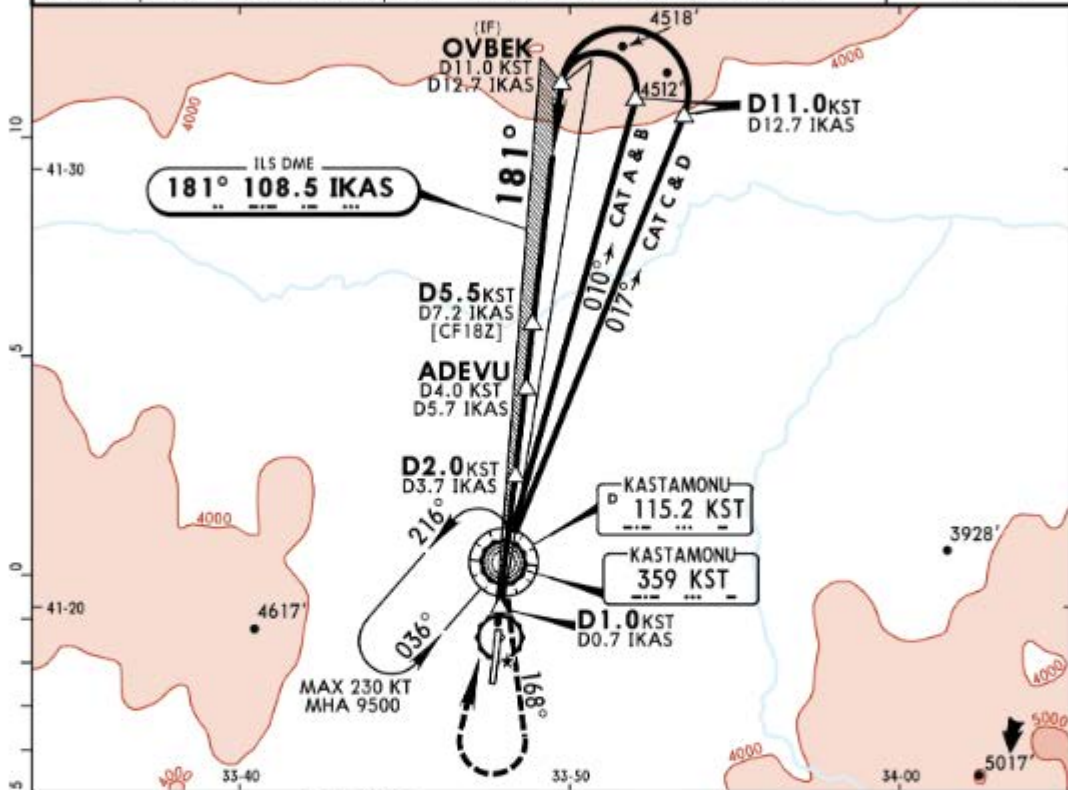 4518'
(IF)
OVBEK
D11.0 KST
D12.7 IKAS
4000
4000
4512'
D11.0KST
D12.7 IKAS
10
41-30
ILS DME
181° 108.5 IKAS
181°
CAT A & B
CAT C & D
010°
017°
D5.5KST
D7.2 IKAS
[CF18Z]
5
ADEVU
D4.0 KST
D5.7 IKAS
D2.0KST
D3.7 IKAS
KASTAMONU
D 115.2 KST
4000
216°
3928'
KASTAMONU
359 KST
0
41-20
4617'
036°
D1.0KST
D0.7 IKAS
MAX 230 KT
MHA 9500
168°
4000
5000
4000
5017'
4000
33-40
33-50
34-00
5